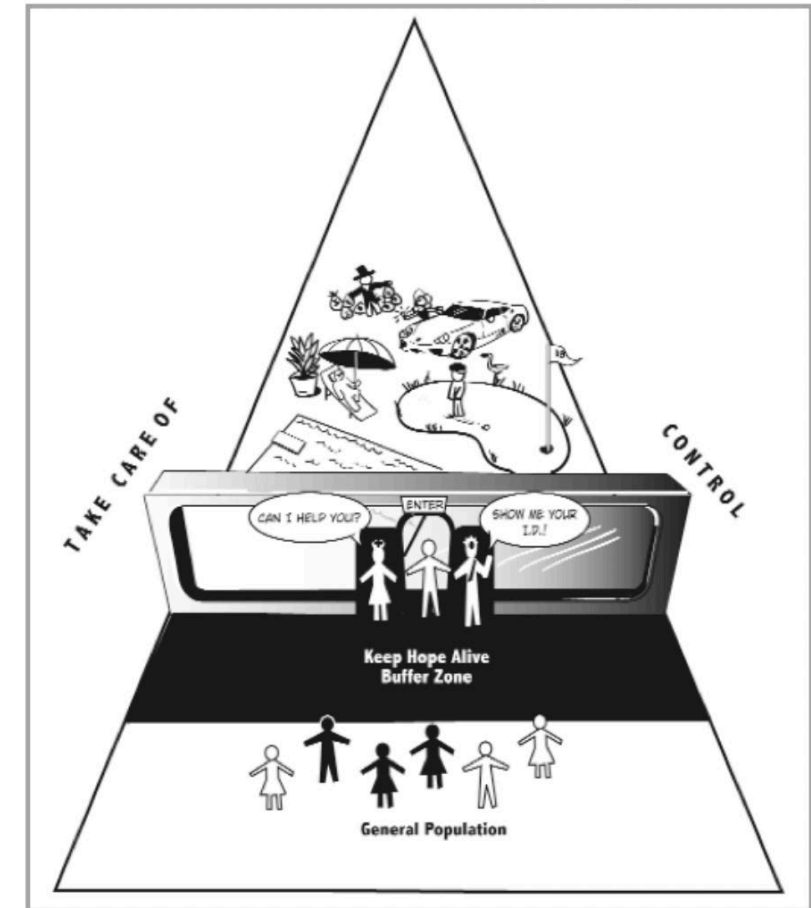 TAKE CARE OF
CONTROL
CAN I HELP YOU?
ENTER
SHOW ME YOUR
I.D.!
Keep Hope Alive
Buffer Zone
General Population